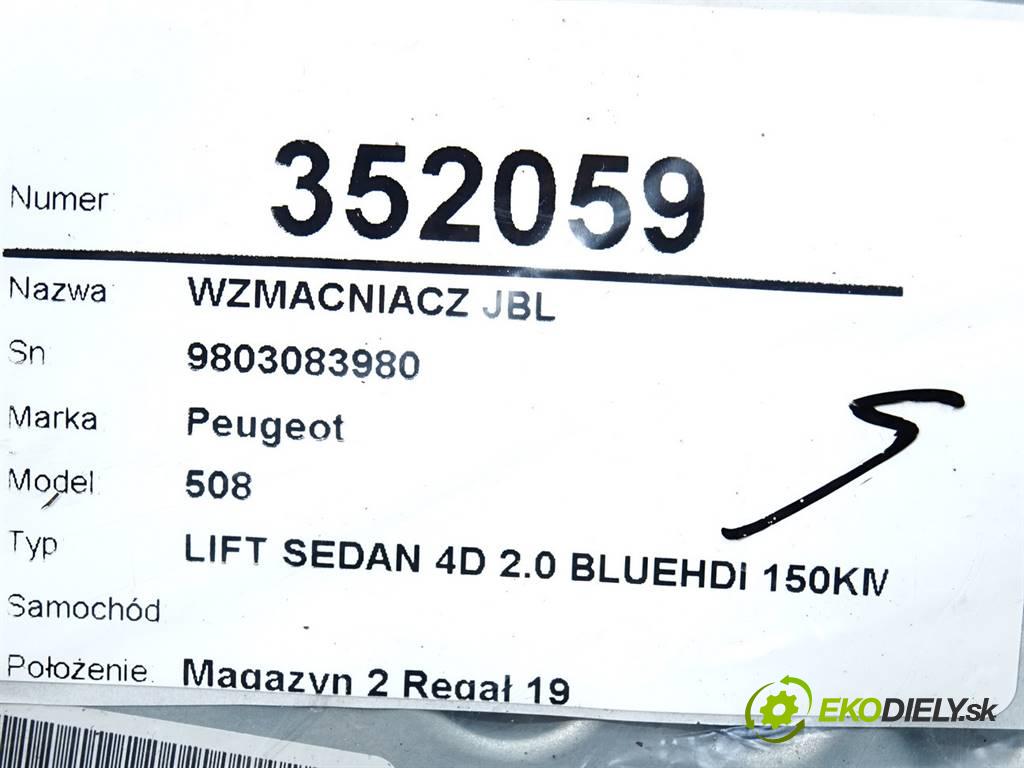 Numer: 352059
Nazwa WZMACNIACZ JBL
Sn 9803083980
Marka Peugeot
Model 508
Typ LIFT SEDAN 4D 2.0 BLUEHDI 150KM
Samochód
Położenie. Magazyn 2 Regał 19
EKODIELY.sk